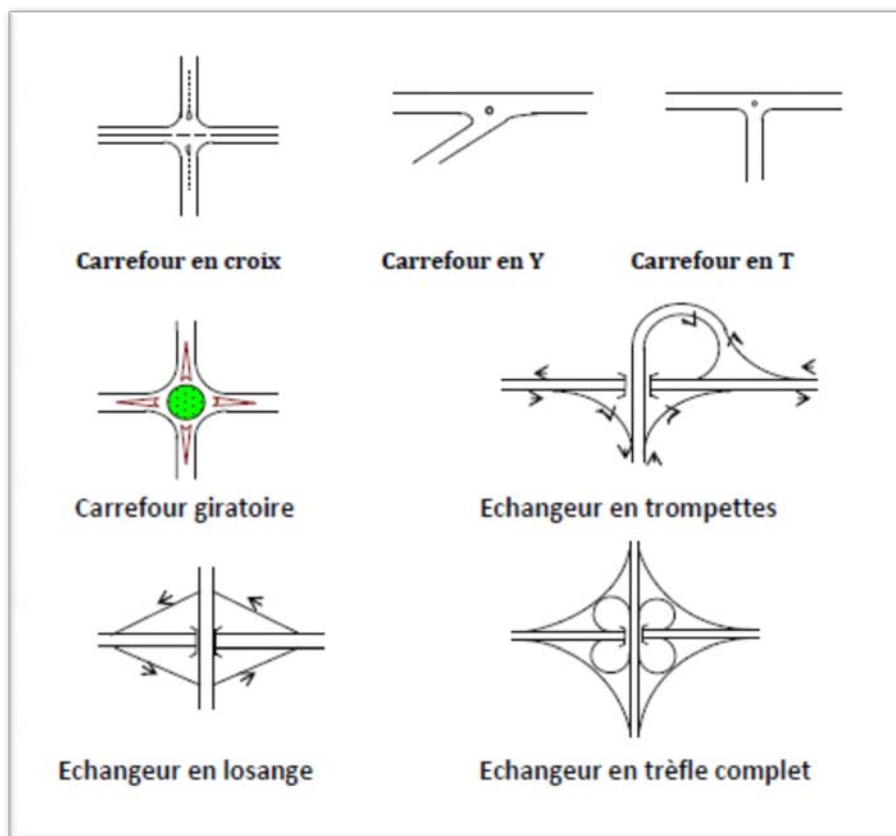 Carrefour en croix
Carrefour en Y
Carrefour en T
Carrefour giratoire
Echangeur en trompettes
Echangeur en losange
Echangeur en trèfle complet